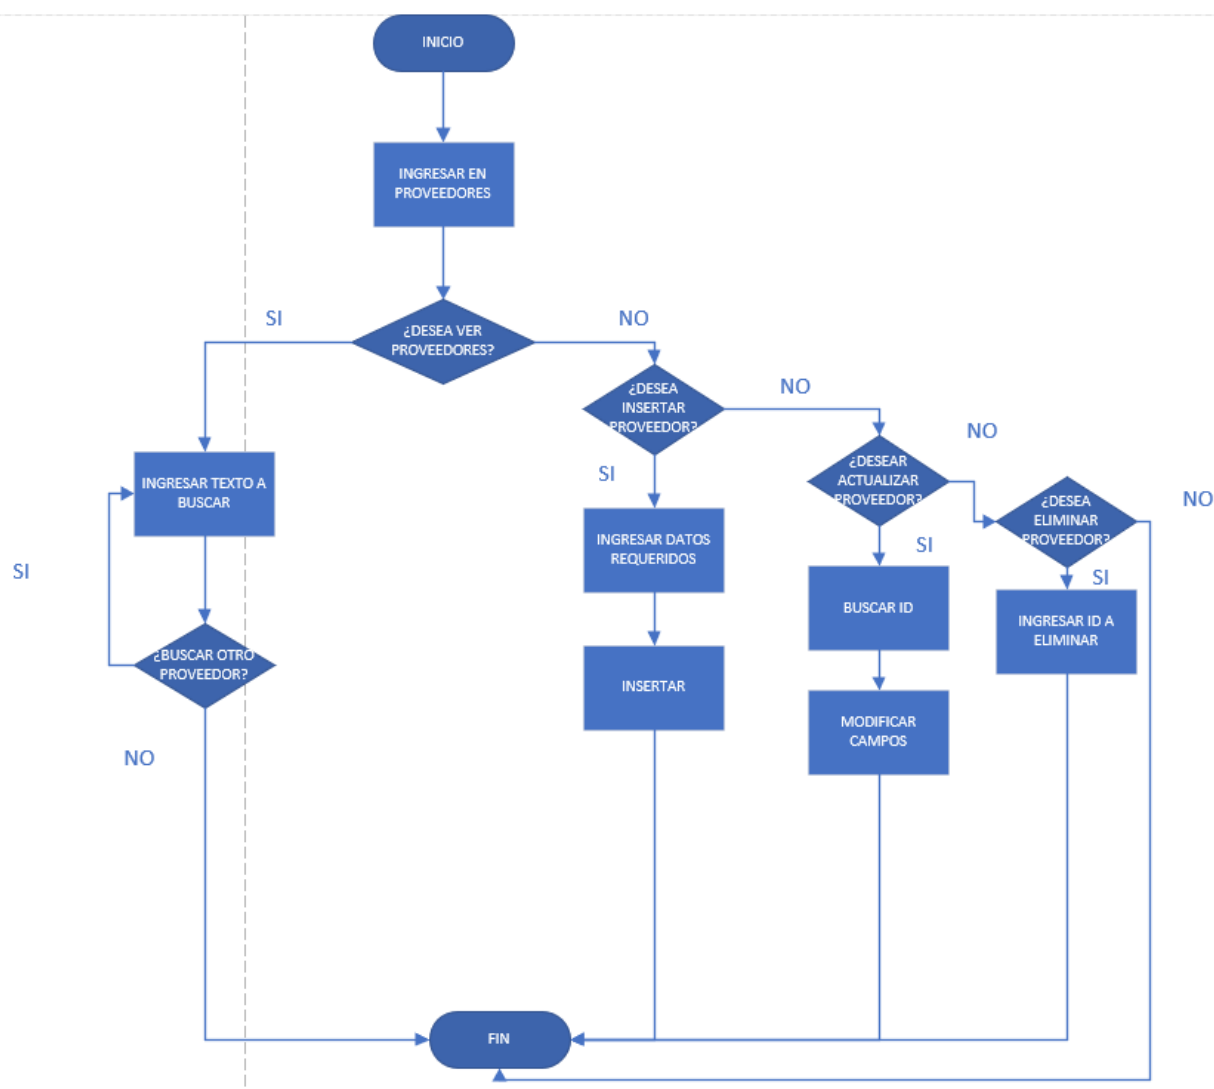 INICIO
INGRESAR EN
PROVEEDORES
¿DESEA VER
PROVEEDORES?
SI
NO
¿DESEA
INSERTAR
PROVEEDOR?
NO
¿DESEAR
ACTUALIZAR
PROVEEDOR?
NO
¿DESEA
ELIMINAR
PROVEEDOR?
NO
INGRESAR TEXTO A
BUSCAR
SI
INGRESAR DATOS
REQUERIDOS
SI
BUSCAR ID
SI
INGRESAR ID A
ELIMINAR
SI
¿BUSCAR OTRO
PROVEEDOR?
INSERTAR
MODIFICAR
CAMPOS
NO
FIN